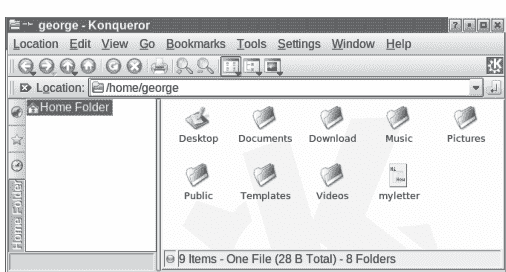 george - Konqueror
Location Edit View Go Bookmarks Tools Settings Window Help
Location: /home/george
Home Folder
Home Folder
Desktop Documents Download Music Pictures
Public Templates Videos myletter
9 Items - One File (28 B Total) - 8 Folders